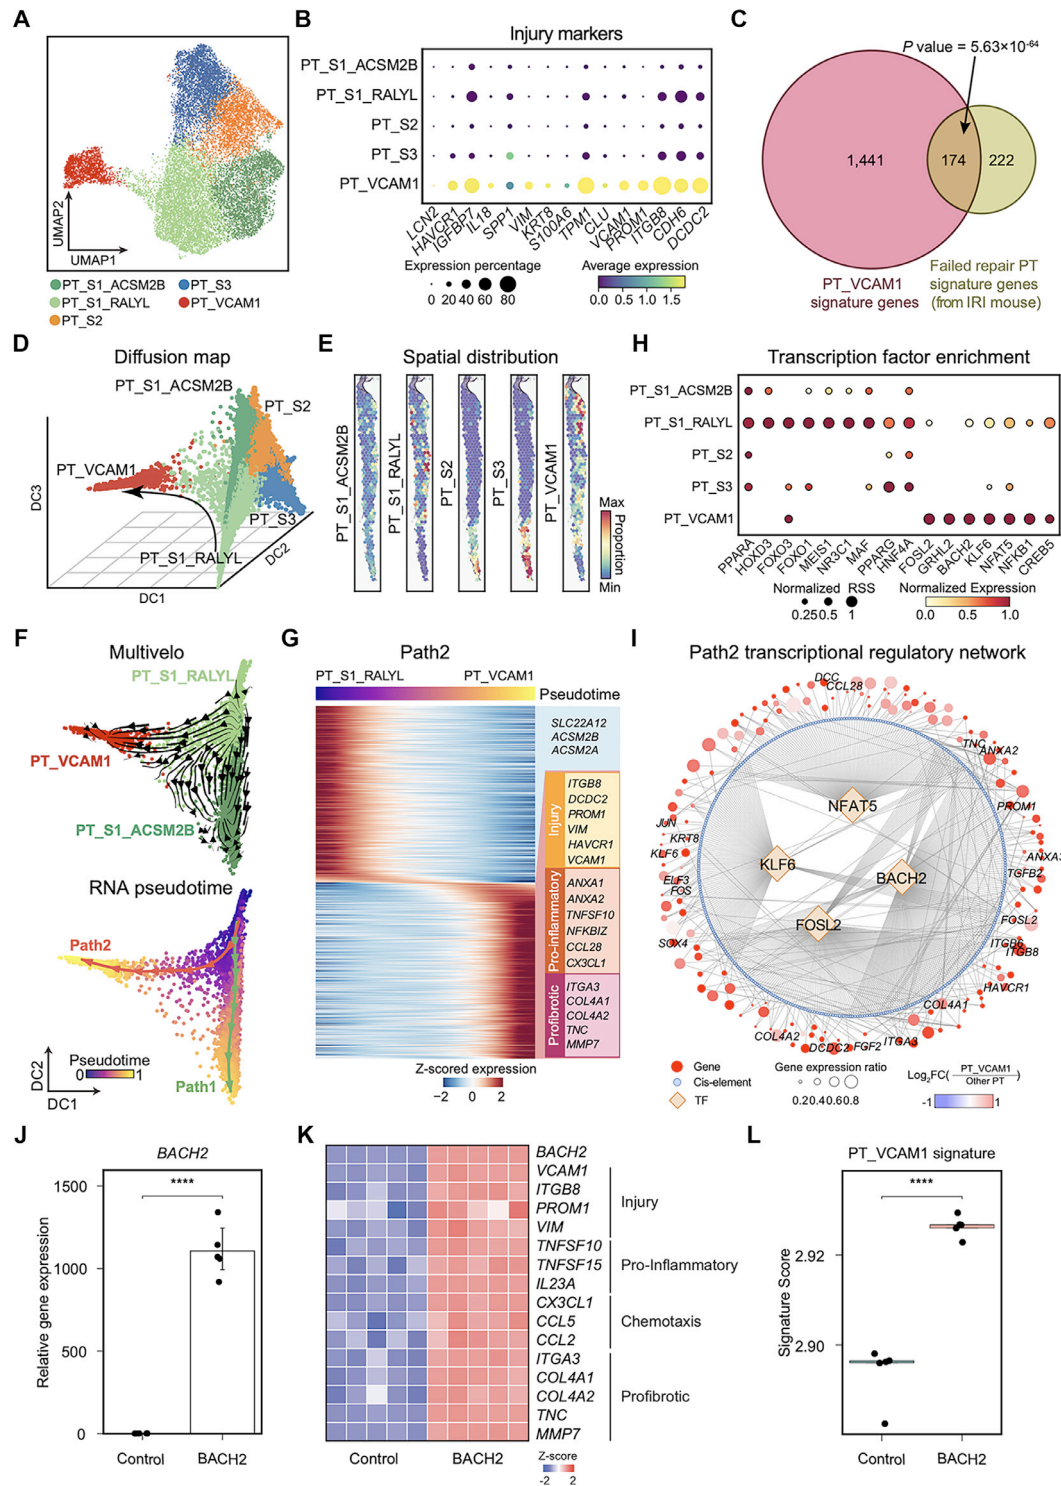 A
UMAP2
UMAP1
PT_S1_ACSM2B
PT_S3
PT_S1_RALYL
PT_VCAM1
PT_S2
B
Injury markers
PT_S1_ACSM2B
PT_S1_RALYL
PT_S2
PT_S3
PT_VCAM1
LCN2
HAVCR1
IGFBP7
IL18
SPP1
VIM
KRT8
S100A6
TPM1
CLU
VCAM1
PROM1
ITGB8
CDH6
DCDC2
Expression percentage
0 20 40 60 80
Average expression
0.0 0.5 1.0 1.5
C
P value = 5.63×10-64
1,441
174
222
PT_VCAM1
signature genes
Failed repair PT
signature genes
(from IRI mouse)
D
Diffusion map
PT_S1_ACSM2B
PT_S2
PT_VCAM1
PT_S3
PT_S1_RALYL
DC3
DC2
DC1
E
Spatial distribution
PT_S1_ACSM2B
PT_S1_RALYL
PT_S2
PT_S3
PT_VCAM1
Max
Proportion
Min
H
Transcription factor enrichment
PT_S1_ACSM2B
PT_S1_RALYL
PT_S2
PT_S3
PT_VCAM1
PPARA
HOXD3
FOXO3
FOXO1
MEIS1
NR3C1
MAF
PPARG
HNF4A
FOSL2
GRHL2
BACH2
KLF6
NFAT5
NFKB1
CREB5
Normalized RSS
0.25 0.5 1
Normalized Expression
0.0 0.5 1.0
F
Multivelo
PT_S1_RALYL
PT_VCAM1
PT_S1_ACSM2B
RNA pseudotime
Path2
Pseudotime
0 1
Path1
DC2
DC1
G
Path2
PT_S1_RALYL
PT_VCAM1
Pseudotime
SLC22A12
ACSM2B
ACSM2A
Injury
ITGB8
DCDC2
PROM1
VIM
HAVCR1
VCAM1
Pro-inflammatory
ANXA1
ANXA2
TNFSF10
NFKBIZ
CCL28
CX3CL1
Profibrotic
ITGA3
COL4A1
COL4A2
TNC
MMP7
Z-scored expression
−2 0 2
I
Path2 transcriptional regulatory network
DCC
CCL28
TNC
ANXA2
PROM1
JUN
KRT8
KLF6
ELF3
FOS
SOX4
NFAT5
KLF6
BACH2
FOSL2
ANXA
TGFB2
FOSL2
ITGB6
ITGB8
HAVCR1
COL4A1
ITGA3
FGF2
DCDC2
COL4A2
Gene
Cis-element
TF
Gene expression ratio
0.20.40.60.8
Log2FC( PT_VCAM1
Other PT )
-1 1
J
BACH2
****
Relative gene expression
1500
1000
500
0
Control
BACH2
K
BACH2
VCAM1
ITGB8
PROM1
VIM
TNFSF10
TNFSF15
IL23A
CX3CL1
CCL5
CCL2
ITGA3
COL4A1
COL4A2
TNC
MMP7
Injury
Pro-Inflammatory
Chemotaxis
Profibrotic
Control
BACH2
Z-score
-2 2
L
PT_VCAM1 signature
****
Signature Score
2.92
2.90
Control
BACH2